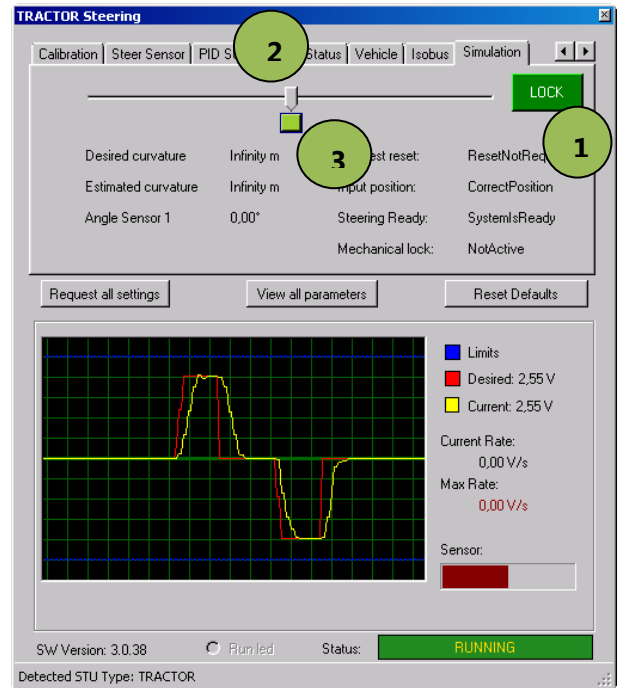 TRACTOR Steering
Calibration Steer Sensor PID Status Vehicle Isobus Simulation
2
LOCK
1
3
Desired curvature Infinity m reset: ResetNotReq
Estimated curvature Infinity m Input position: CorrectPosition
Angle Sensor 1 0,00° Steering Ready: SystemIsReady
Mechanical lock: NotActive
Request all settings View all parameters Reset Defaults
Limits
Desired: 2,55 V
Current: 2,55 V
Current Rate:
0,00 V/s
Max Rate:
0,00 V/s
Sensor:
SW Version: 3.0.38 Run led Status: RUNNING
Detected STU Type: TRACTOR